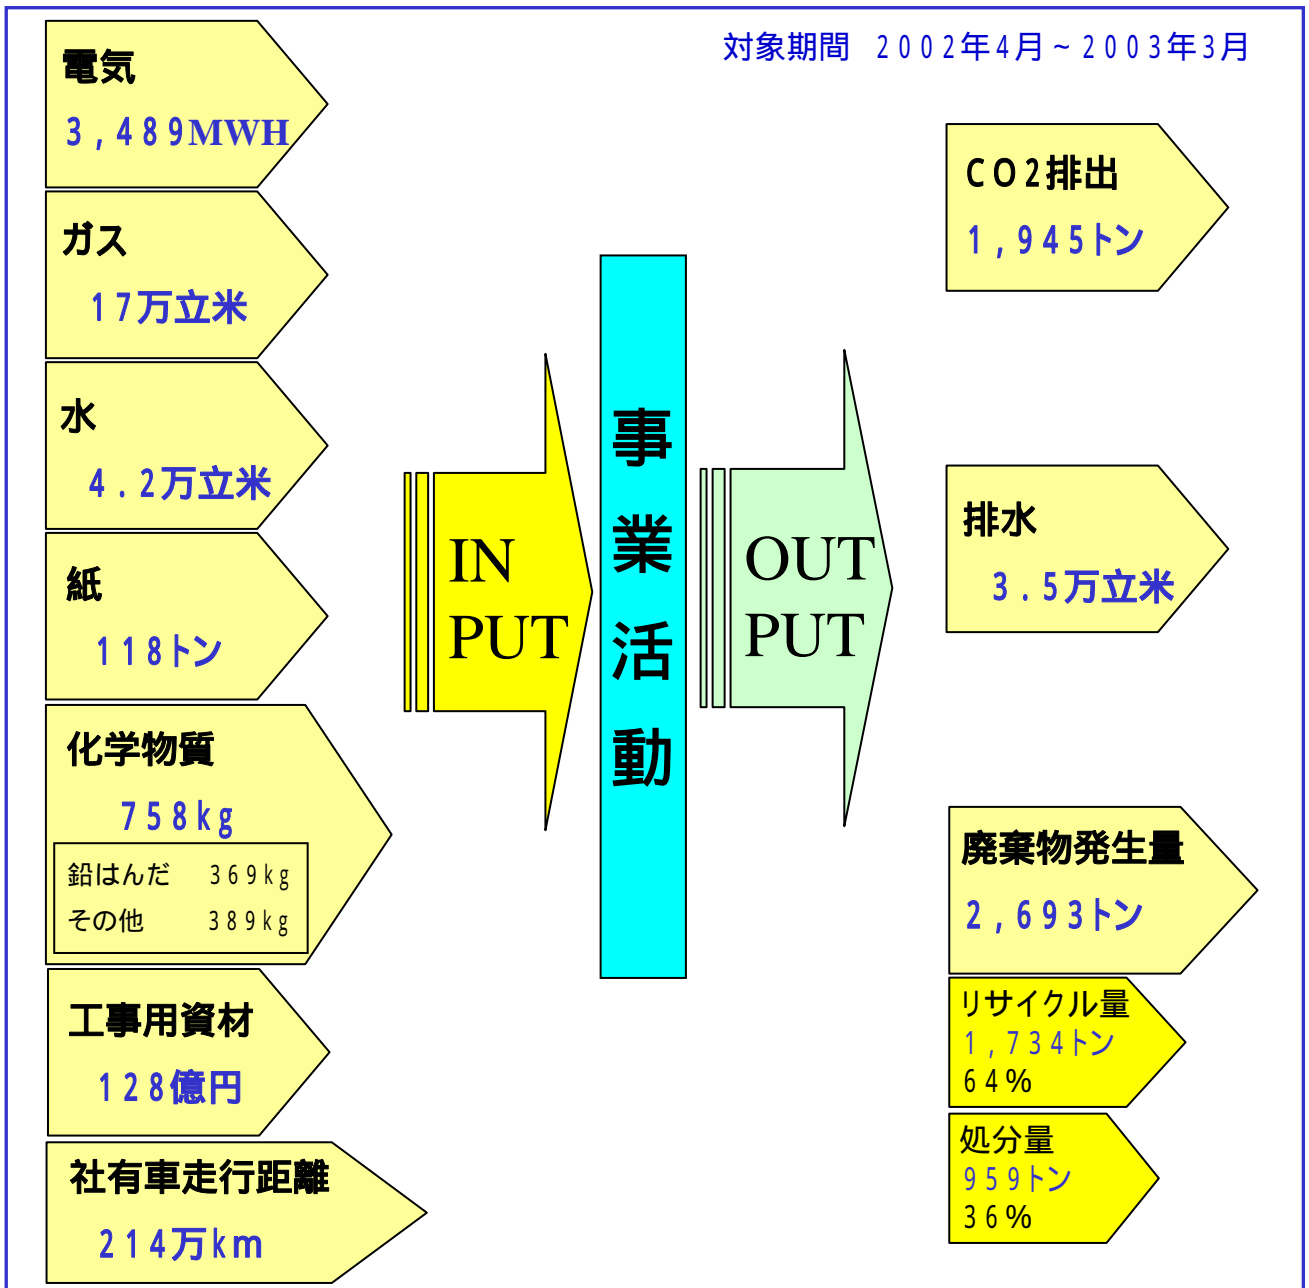 対象期間 2002年4月~2003年3月
電気
3,489MWH
ガス
17万立米
水
4.2万立米
紙
118トン
化学物質
758kg
鉛はんだ 369kg
その他 389kg
工事用資材
128億円
社有車走行距離
214万km
IN
PUT
事業活動
OUT
PUT
CO2排出
1,945トン
排水
3.5万立米
廃棄物発生量
2,693トン
リサイクル量
1,734トン
64%
処分量
959トン
36%